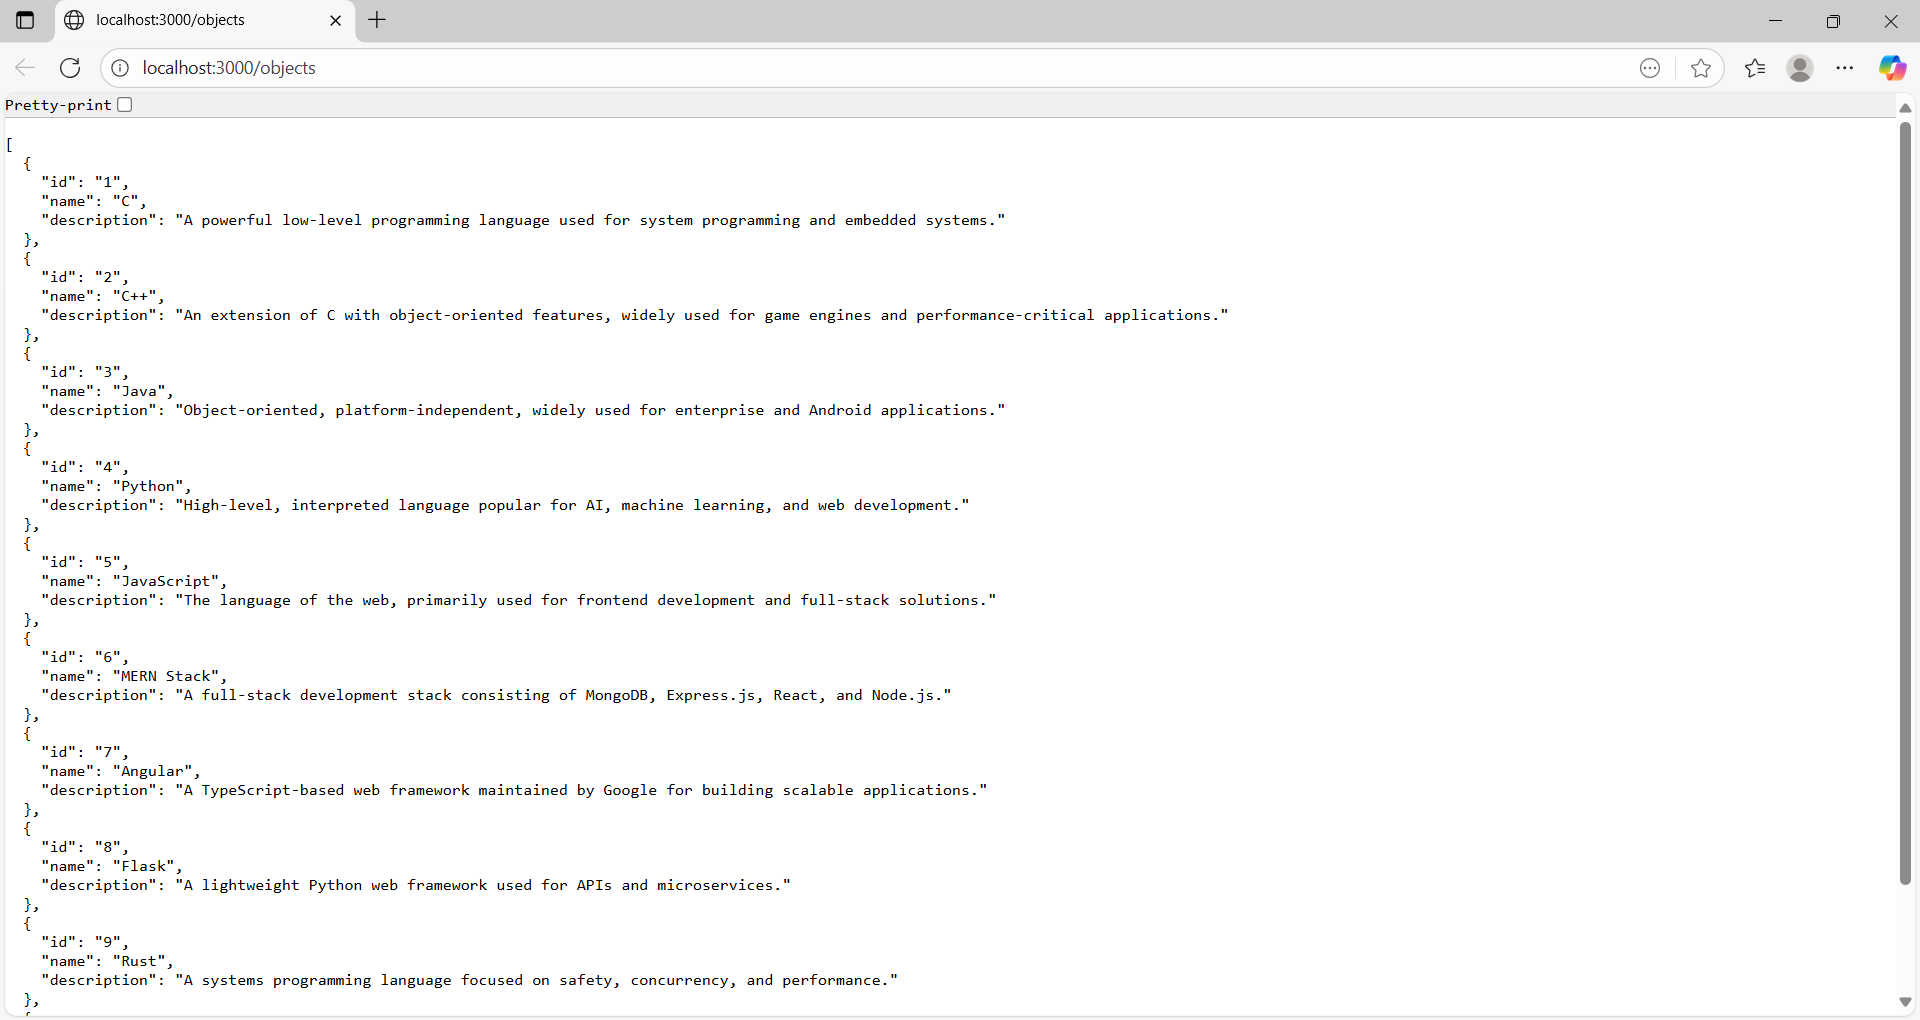 localhost:3000/objects
localhost:3000/objects
Pretty-print
[
  {
    "id": "1",
    "name": "C",
    "description": "A powerful low-level programming language used for system programming and embedded systems."
  },
  {
    "id": "2",
    "name": "C++",
    "description": "An extension of C with object-oriented features, widely used for game engines and performance-critical applications."
  },
  {
    "id": "3",
    "name": "Java",
    "description": "Object-oriented, platform-independent, widely used for enterprise and Android applications."
  },
  {
    "id": "4",
    "name": "Python",
    "description": "High-level, interpreted language popular for AI, machine learning, and web development."
  },
  {
    "id": "5",
    "name": "JavaScript",
    "description": "The language of the web, primarily used for frontend development and full-stack solutions."
  },
  {
    "id": "6",
    "name": "MERN Stack",
    "description": "A full-stack development stack consisting of MongoDB, Express.js, React, and Node.js."
  },
  {
    "id": "7",
    "name": "Angular",
    "description": "A TypeScript-based web framework maintained by Google for building scalable applications."
  },
  {
    "id": "8",
    "name": "Flask",
    "description": "A lightweight Python web framework used for APIs and microservices."
  },
  {
    "id": "9",
    "name": "Rust",
    "description": "A systems programming language focused on safety, concurrency, and performance."
  },